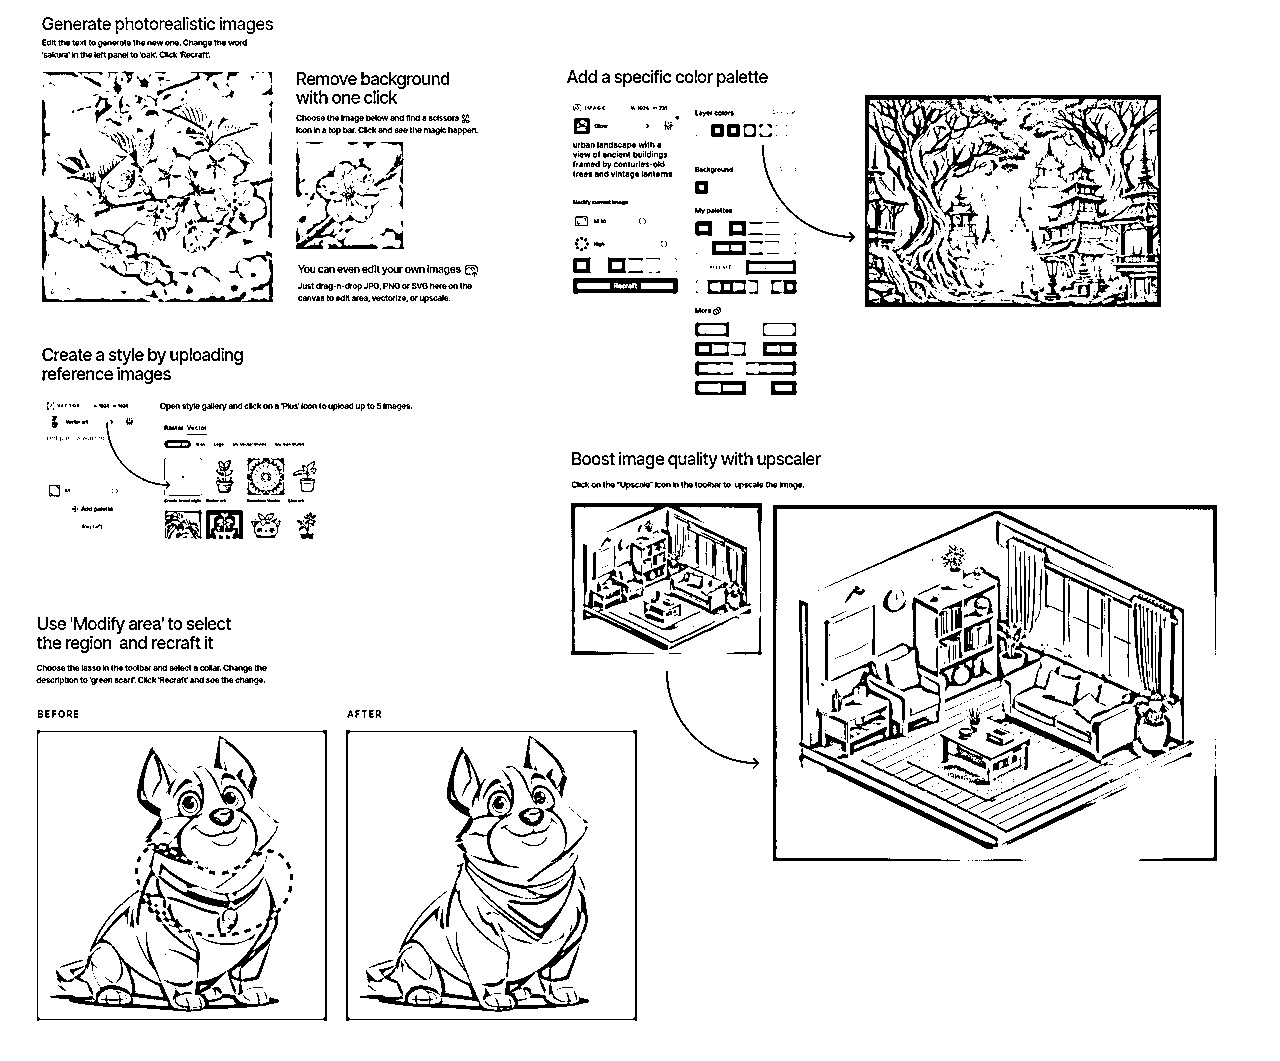 Generate photorealistic images
Edit the text to generate the new one. Change the word
'sakura' in the left panel to 'oak'. Click 'Recraft'.
Remove background
with one click
Choose the image below and find a scissors
icon in a top bar. Click and see the magic happen.
You can even edit your own images
Just drag-n-drop JPG, PNG or SVG here on the
canvas to edit area, vectorize, or upscale.
Add a specific color palette
IMAGE
Glow
urban landscape with a
view of ancient buildings
framed by centuries-old
trees and vintage lanterns
Modify current image
High
Recraft
Layer colors
Background
My palettes
More
Create a style by uploading
reference images
Open style gallery and click on a 'Plus' icon to upload up to 5 images.
VECTOR
Vector art
Add palette
Recraft
Raster Vector
Boost image quality with upscaler
Click on the "Upscale" icon in the toolbar to upscale the image.
Use 'Modify area' to select
the region and recraft it
Choose the lasso in the toolbar and select a collar. Change the
description to 'green scarf'. Click 'Recraft' and see the change.
BEFORE
AFTER